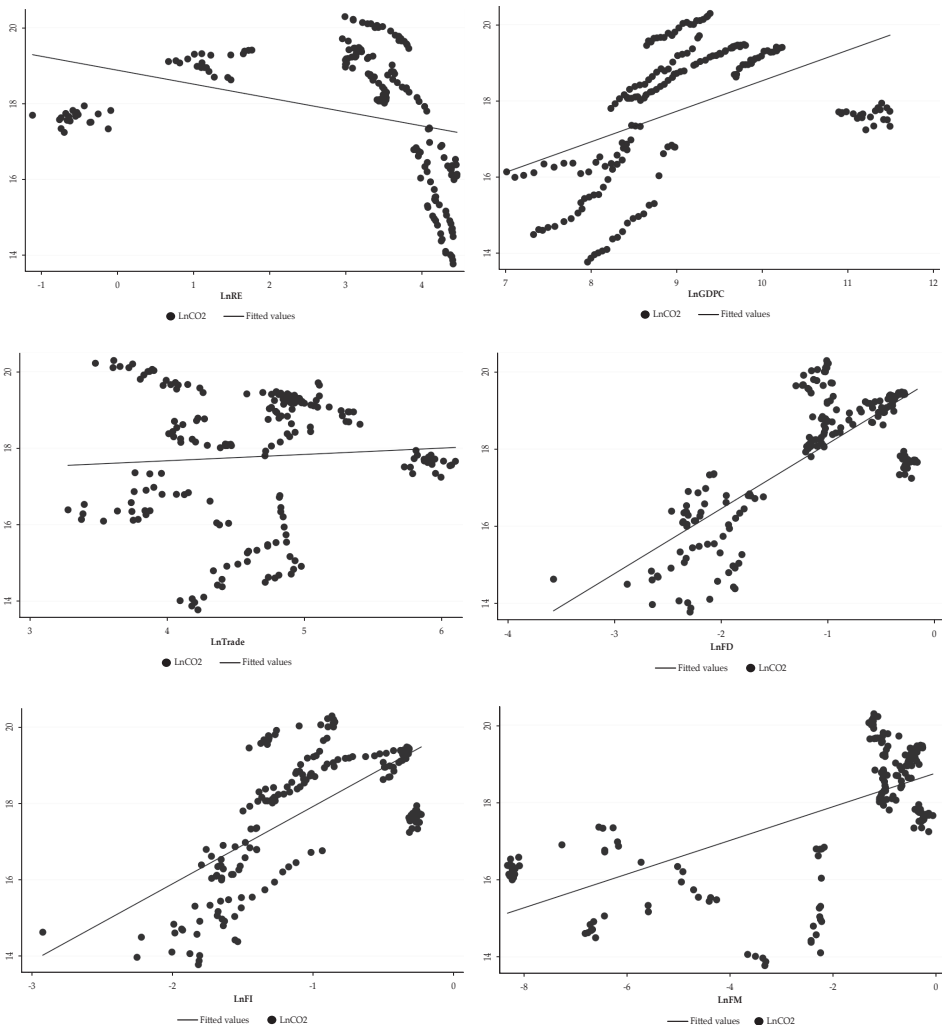 20
18
16
14
-1 0 1 2 3 4
LnRE
LnCO2 Fitted values
20
18
16
14
7 8 9 10 11 12
LnGDPC
LnCO2 Fitted values
20
18
16
14
3 4 5 6
LnTrade
LnCO2 Fitted values
20
18
16
14
-4 -3 -2 -1 0
LnFD
Fitted values LnCO2
20
18
16
14
-3 -2 -1 0
LnFI
Fitted values LnCO2
20
18
16
14
-8 -6 -4 -2 0
LnFM
Fitted values LnCO2